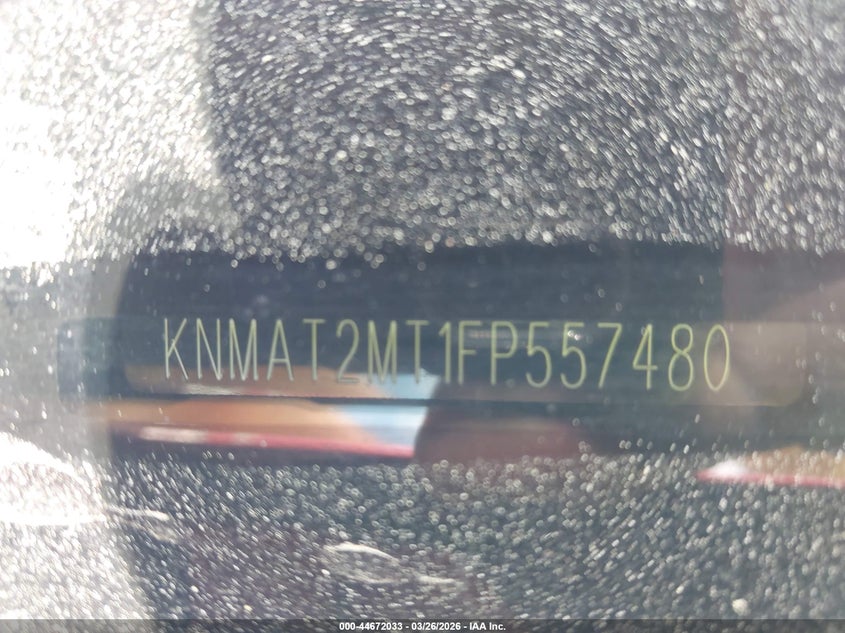 KNMAT2MT1FP557480
000-44672033 - 03/26/2026 - IAA Inc.